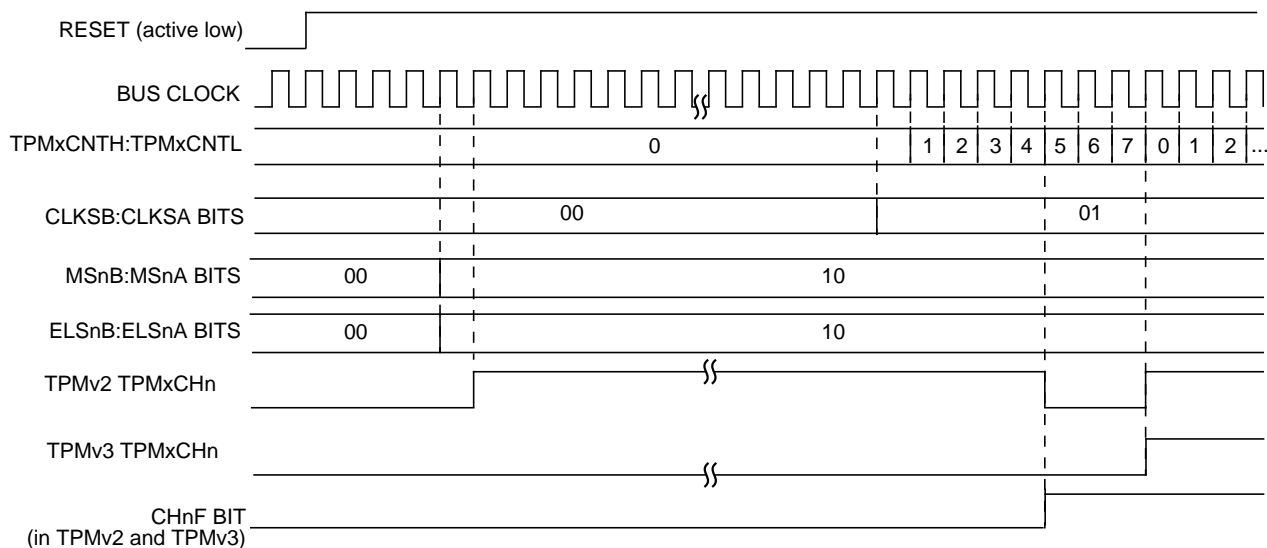 RESET (active low)
BUS CLOCK
TPMxCNTH:TPMxCNTL 0 1 2 3 4 5 6 7 0 1 2 ...
CLKSB:CLKSA BITS 00 01
MSnB:MSnA BITS 00 10
ELSnB:ELSnA BITS 00 10
TPMv2 TPMxCHn
TPMv3 TPMxCHn
CHnF BIT
(in TPMv2 and TPMv3)